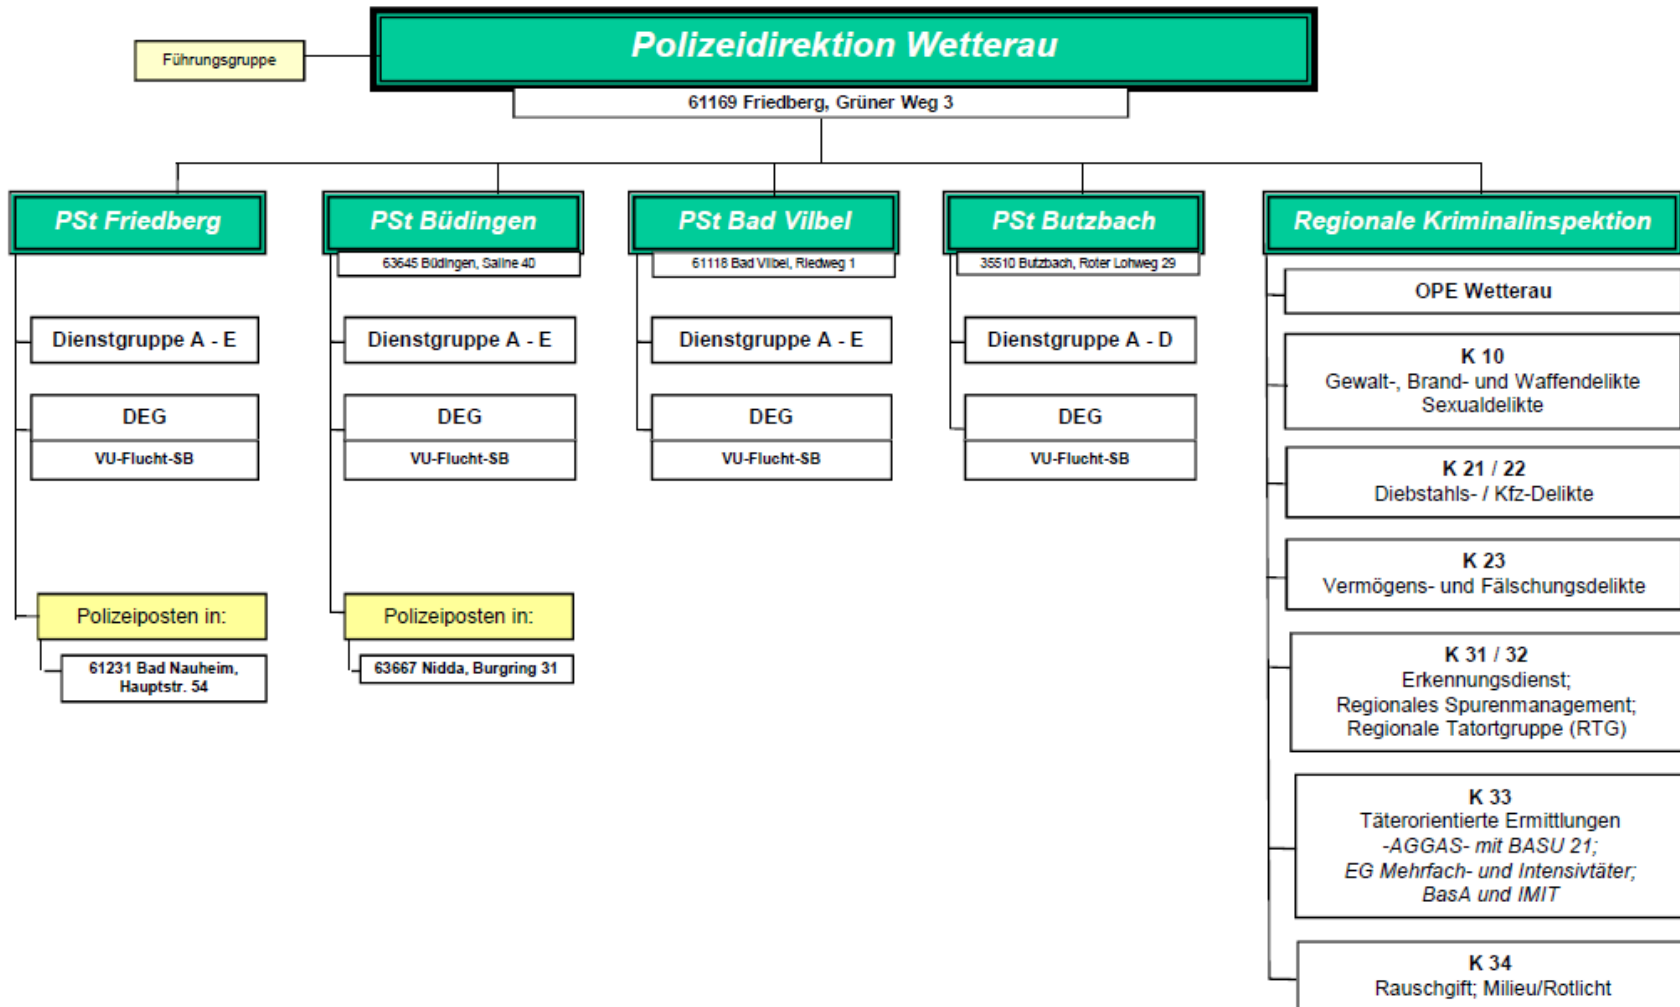 Führungsgruppe
Polizeidirektion Wetterau
61169 Friedberg, Grüner Weg 3
PSt Friedberg
Dienstgruppe A - E
DEG
VU-Flucht-SB
Polizeiposten in:
61231 Bad Nauheim,
Hauptstr. 54
PSt Büdingen
63645 Büdingen, Saline 40
Dienstgruppe A - E
DEG
VU-Flucht-SB
Polizeiposten in:
63667 Nidda, Burgring 31
PSt Bad Vilbel
61118 Bad Vilbel, Riedweg 1
Dienstgruppe A - E
DEG
VU-Flucht-SB
PSt Butzbach
35510 Butzbach, Roter Lohweg 29
Dienstgruppe A - D
DEG
VU-Flucht-SB
Regionale Kriminalinspektion
OPE Wetterau
K 10
Gewalt-, Brand- und Waffendelikte
Sexualdelikte
K 21 / 22
Diebstahls- / Kfz-Delikte
K 23
Vermögens- und Fälschungsdelikte
K 31 / 32
Erkennungsdienst;
Regionales Spurenmanagement;
Regionale Tatortgruppe (RTG)
K 33
Täterorientierte Ermittlungen
-AGGAS- mit BASU 21;
EG Mehrfach- und Intensivtäter;
BasA und IMIT
K 34
Rauschgift; Milieu/Rotlicht